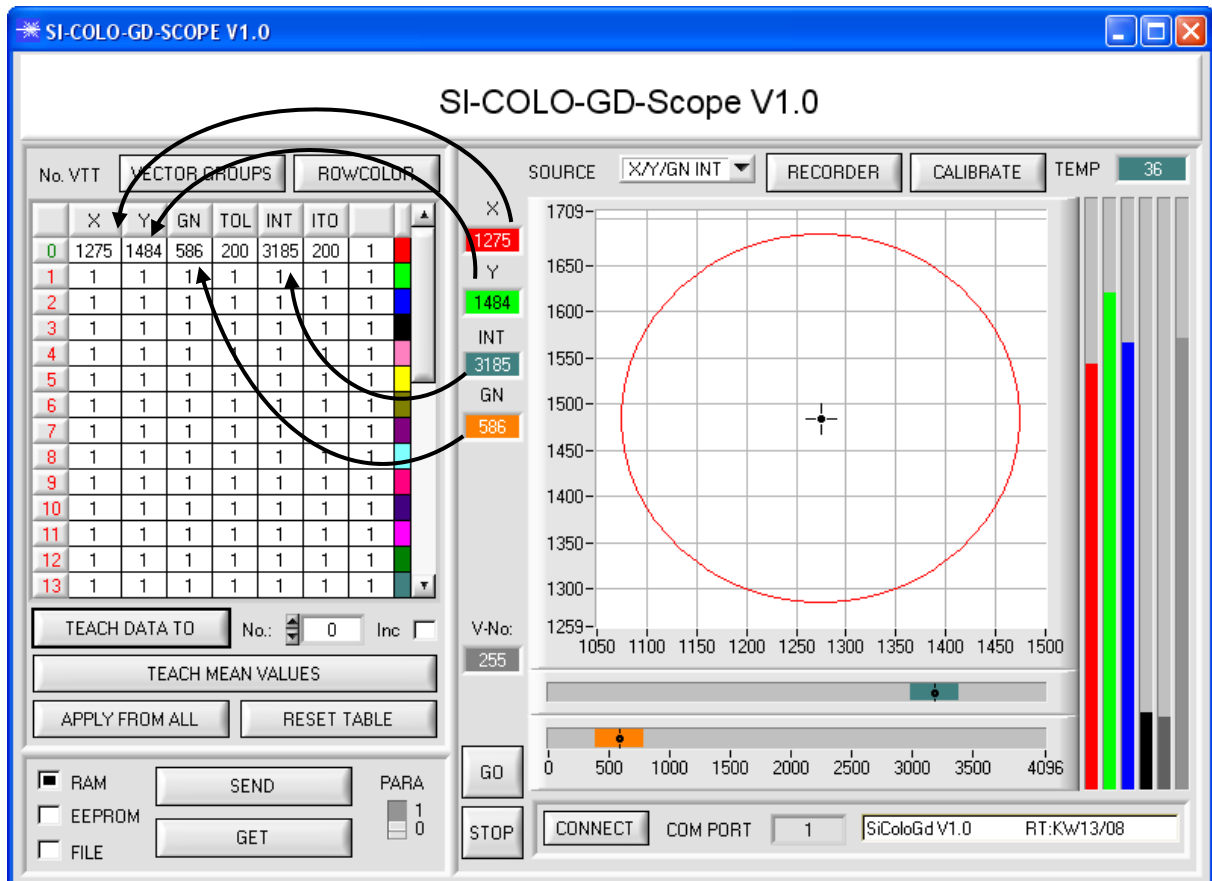 SI-COLO-GD-SCOPE V1.0
SI-COLO-GD-Scope V1.0
No. VTT VECTOR GROUPS ROWCOLOR
X Y GN TOL INT ITO
0 1275 1484 586 200 3185 200 1
1 1 1 1 1 1 1 1
2 1 1 1 1 1 1 1
3 1 1 1 1 1 1 1
4 1 1 1 1 1 1 1
5 1 1 1 1 1 1 1
6 1 1 1 1 1 1 1
7 1 1 1 1 1 1 1
8 1 1 1 1 1 1 1
9 1 1 1 1 1 1 1
10 1 1 1 1 1 1 1
11 1 1 1 1 1 1 1
12 1 1 1 1 1 1 1
13 1 1 1 1 1 1 1
TEACH DATA TO No.: 0 Inc
TEACH MEAN VALUES
APPLY FROM ALL RESET TABLE
RAM SEND PARA
EEPROM 1
GET 0
FILE
X
1275
Y
1484
INT
3185
GN
586
V-No:
255
GO
STOP
SOURCE X/Y/GN INT RECORDER CALIBRATE TEMP 36
1709
1650
1600
1550
1500
1450
1400
1350
1300
1259
1050 1100 1150 1200 1250 1300 1350 1400 1450 1500
0 500 1000 1500 2000 2500 3000 3500 4096
CONNECT COM PORT 1 SiColoGd V1.0 RT:KW13/08